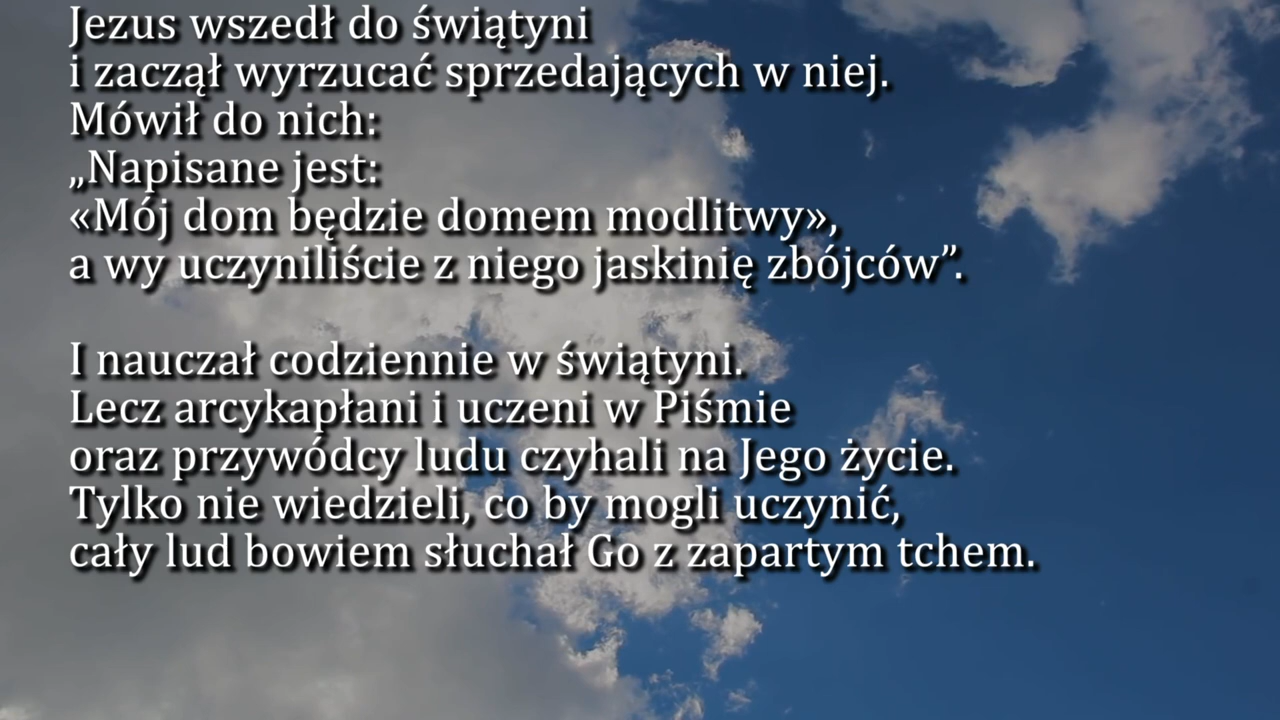 Jezus wszedł do świątyni
i zaczął wyrzucać sprzedających w niej.
Mówił do nich:
„Napisane jest:
«Mój dom będzie domem modlitwy»,
a wy uczyniliście z niego jaskinię zbójców”.
I nauczał codziennie w świątyni.
Lecz arcykapłani i uczeni w Piśmie
oraz przywódcy ludu czyhali na Jego życie.
Tylko nie wiedzieli, co by mogli uczynić,
cały lud bowiem słuchał Go z zapartym tchem.